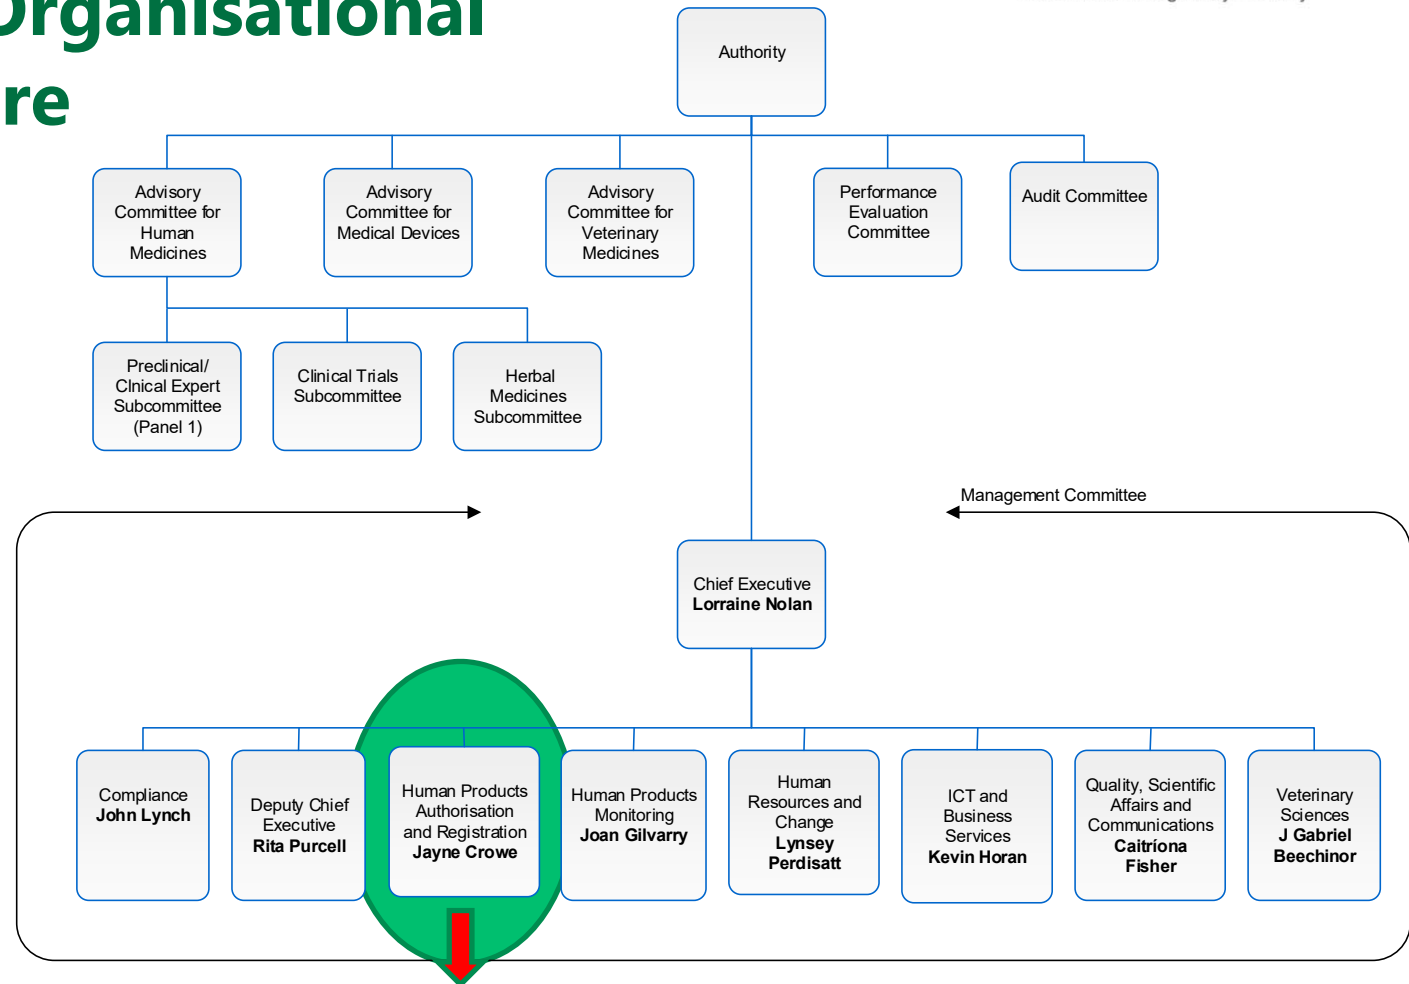 Organisational
re
Authority
Advisory
Committee for
Human
Medicines
Advisory
Committee for
Medical Devices
Advisory
Committee for
Veterinary
Medicines
Performance
Evaluation
Committee
Audit Committee
Preclinical/
Clnical Expert
Subcommittee
(Panel 1)
Clinical Trials
Subcommittee
Herbal
Medicines
Subcommittee
Management Committee
Chief Executive
Lorraine Nolan
Compliance
John Lynch
Deputy Chief
Executive
Rita Purcell
Human Products
Authorisation
and Registration
Jayne Crowe
Human Products
Monitoring
Joan Gilvarry
Human
Resources and
Change
Lynsey
Perdisatt
ICT and
Business
Services
Kevin Horan
Quality, Scientific
Affairs and
Communications
Caitríona
Fisher
Veterinary
Sciences
J Gabriel
Beechinor